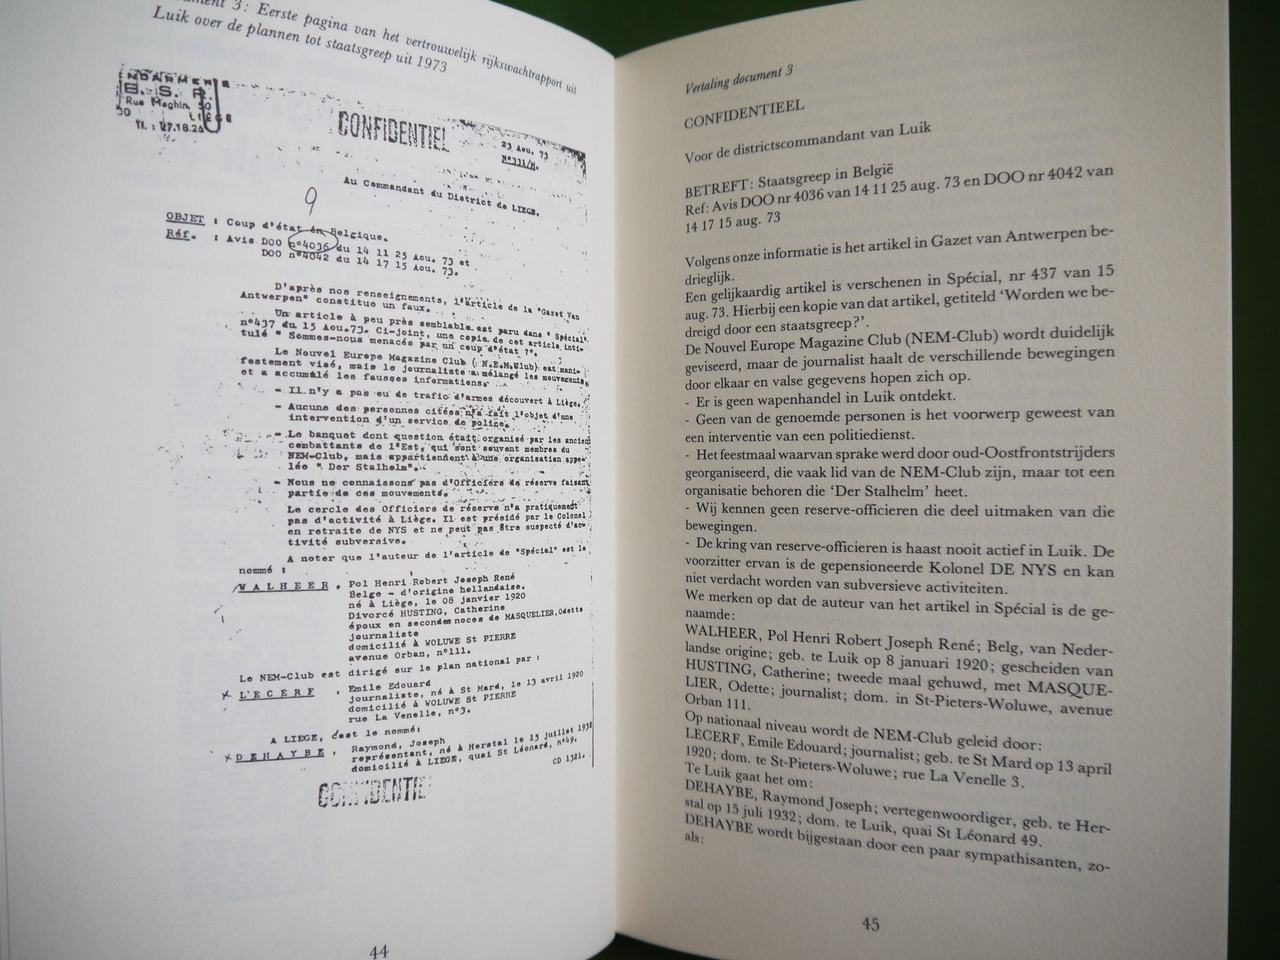 ment 3: Eerste pagina van het vertrouwelijk rijkswachtrapport uit
Luik over de plannen tot staatsgreep uit 1973
B. S. R.
Rue Meghin, 50
LIÈGE
CONFIDENTIEL
23 Aou. 73
N°331/M.
Au Commandant du District de LIEGE.
9
OBJET : Coup d'état en Belgique.
Réf. : Avis DOO n°4036 du 14 11 25 Aou. 73 et
DOO n°4042 du 14 17 15 Aou. 73.
D'après nos renseignements, l'Article de la "Gazet Van
Antwerpen" constitue un faux.
Un article à peu près semblable est paru dans " Spécial"
n°437 du 15 Aou.73. Ci-joint, une copie de cet article inti-
tulé " Sommes-nous menacés par un coup d'état ?".
Le Nouvel Europe Magazine Club ( N.E.M.Club) est mani-
festement visé, mais le journaliste a mélangé les mouvements
et a accumulé les fausses informations.
- Il n'y a pas eu de trafic d'armes découvert à Liège.
- Aucune des personnes citées n'a fait l'objet d'une
intervention d'un service de police.
- Le banquet dont question était organisé par les anciens
combattants de l'Est, qui sont souvent membres du
NEM-Club, mais appartiennent à une organisation appe-
lée " Der Stalhelm".
- Nous ne connaissons pas d'Officiers de réserve faisant
partie de ces mouvements.
Le cercle des Officiers de réserve n'a pratiquement
pas d'activité à Liège. Il est présidé par le Colonel
en retraite de NYS et ne peut pas être suspecté d'ac-
tivité subversive.
A noter que l'auteur de l'article de "Spécial" est le
nommé :
WALHEER, Pol Henri Robert Joseph René
Belge - d'origine hollandaise.
né à Liège, le 08 janvier 1920
Divorcé HUSTING, Catherine
époux en secondes noces de MASQUELIER, Odette
journaliste
domicilié à WOLUWE St PIERRE
avenue Orban, n°111.
Le NEM-Club est dirigé sur le plan national par :
L'ECERF , Emile Edouard
journaliste, né à St Mard, le 13 avril 1920
domicilié à WOLUWE St PIERRE
rue La Venelle, n°3.
A LIEGE, c'est le nommé:
DEHAYBE , Raymond, Joseph
représentant, né à Herstal le 15 juillet 1932
domicilié à LIEGE, quai St Léonard, n°49.
CD 1321.
CONFIDENTIEL
44
Vertaling document 3
CONFIDENTIEEL
Voor de districtscommandant van Luik
BETREFT: Staatsgreep in België
Ref: Avis DOO nr 4036 van 14 11 25 aug. 73 en DOO nr 4042 van
14 17 15 aug. 73
Volgens onze informatie is het artikel in Gazet van Antwerpen be-
drieglijk.
Een gelijkaardig artikel is verschenen in Spécial, nr 437 van 15
aug. 73. Hierbij een kopie van dat artikel, getiteld 'Worden we be-
dreigd door een staatsgreep?'.
De Nouvel Europe Magazine Club (NEM-Club) wordt duidelijk
geviseerd, maar de journalist haalt de verschillende bewegingen
door elkaar en valse gegevens hopen zich op.
- Er is geen wapenhandel in Luik ontdekt.
- Geen van de genoemde personen is het voorwerp geweest van
een interventie van een politiedienst.
- Het feestmaal waarvan sprake werd door oud-Oostfrontstrijders
georganiseerd, die vaak lid van de NEM-Club zijn, maar tot een
organisatie behoren die 'Der Stalhelm' heet.
- Wij kennen geen reserve-officieren die deel uitmaken van die
bewegingen.
- De kring van reserve-officieren is haast nooit actief in Luik. De
voorzitter ervan is de gepensioneerde Kolonel DE NYS en kan
niet verdacht worden van subversieve activiteiten.
We merken op dat de auteur van het artikel in Spécial is de ge-
naamde:
WALHEER, Pol Henri Robert Joseph René; Belg, van Neder-
landse origine; geb. te Luik op 8 januari 1920; gescheiden van
HUSTING, Catherine; tweede maal gehuwd, met MASQUE-
LIER, Odette; journalist; dom. in St-Pieters-Woluwe, avenue
Orban 111.
Op nationaal niveau wordt de NEM-Club geleid door:
LECERF, Emile Edouard; journalist; geb. te St Mard op 13 april
1920; dom. te St-Pieters-Woluwe; rue La Venelle 3.
Te Luik gaat het om:
DEHAYBE, Raymond Joseph; vertegenwoordiger, geb. te Her-
stal op 15 juli 1932; dom. te Luik, quai St Léonard 49.
DEHAYBE wordt bijgestaan door een paar sympathisanten, zo-
als:
45